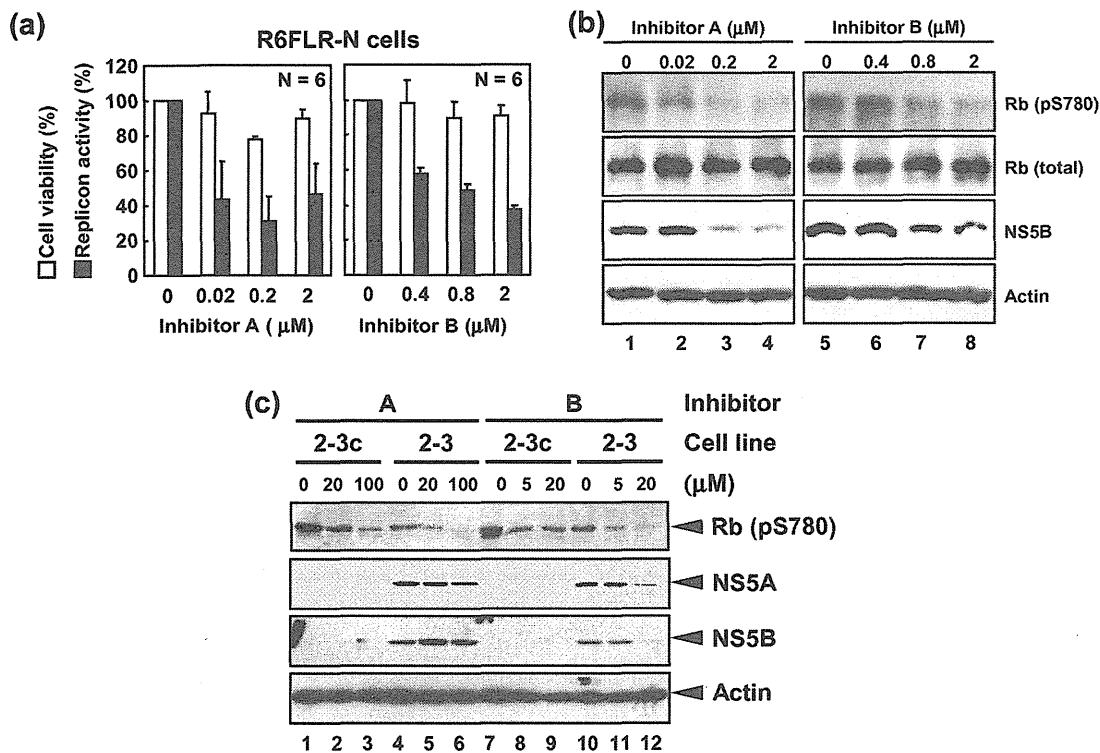 (a)
R6FLR-N cells
Cell viability (%)
Replicon activity (%)
120
100
80
60
40
20
0
N = 6
N = 6
0 0.02 0.2 2
Inhibitor A ( μM)
0 0.4 0.8 2
Inhibitor B (μM)
(b)
Inhibitor A (μM) Inhibitor B (μM)
0 0.02 0.2 2 0 0.4 0.8 2
Rb (pS780)
Rb (total)
NS5B
Actin
1 2 3 4 5 6 7 8
(c)
A B Inhibitor
2-3c 2-3 2-3c 2-3 Cell line
0 20 100 0 20 100 0 5 20 0 5 20 (μM)
Rb (pS780)
NS5A
NS5B
Actin
1 2 3 4 5 6 7 8 9 10 11 12